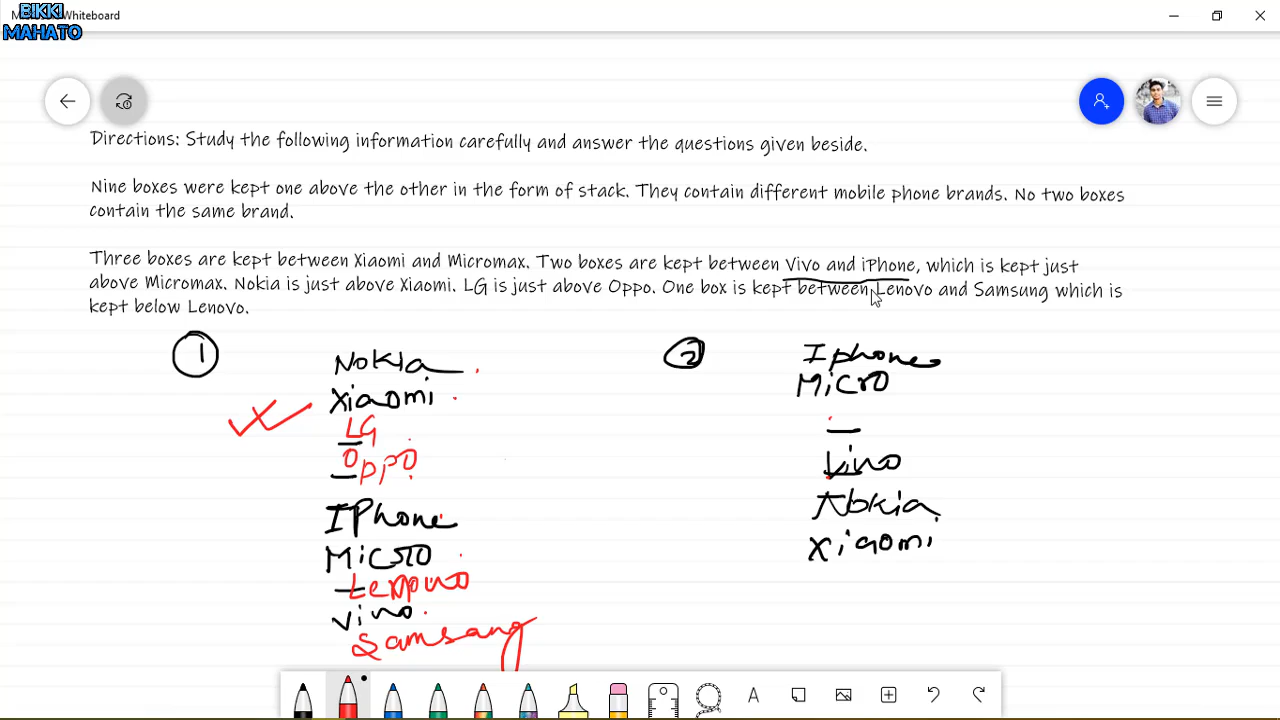 Whiteboard
BIKKI
MAHATO
Directions: Study the following information carefully and answer the questions given beside.
Nine boxes were kept one above the other in the form of stack. They contain different mobile phone brands. No two boxes
contain the same brand.
Three boxes are kept between Xiaomi and Micromax. Two boxes are kept between Vivo and iPhone, which is kept just
above Micromax. Nokia is just above Xiaomi. LG is just above Oppo. One box is kept between Lenovo and Samsung which is
kept below Lenovo.
1
Nokia
Xiaomi
LG
Oppo
IPhone
Micro
Lenovo
Vivo
Samsang
2
Iphone
Micro
Vivo
Nokia
Xiaomi
A